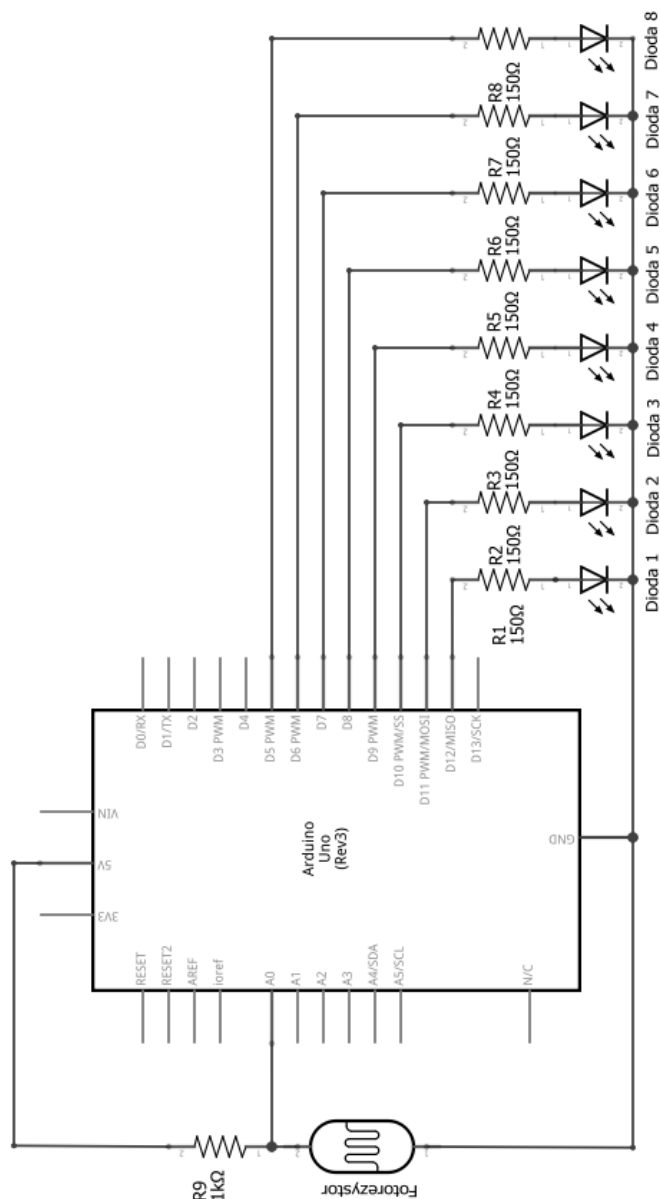 Dioda 8
Dioda 7
Dioda 6
Dioda 5
Dioda 4
Dioda 3
Dioda 2
Dioda 1
R8
150Ω
R7
150Ω
R6
150Ω
R5
150Ω
R4
150Ω
R3
150Ω
R2
150Ω
R1
150Ω
D0/RX
D1/TX
D2
D3 PWM
D4
D5 PWM
D6 PWM
D7
D8
D9 PWM
D10 PWM/SS
D11 PWM/MOSI
D12/MISO
D13/SCK
VIN
5V
3V3
Arduino
Uno
(Rev3)
GND
RESET
RESET2
AREF
ioref
A0
A1
A2
A3
A4/SDA
A5/SCL
N/C
R9
1kΩ
Fotorezystor